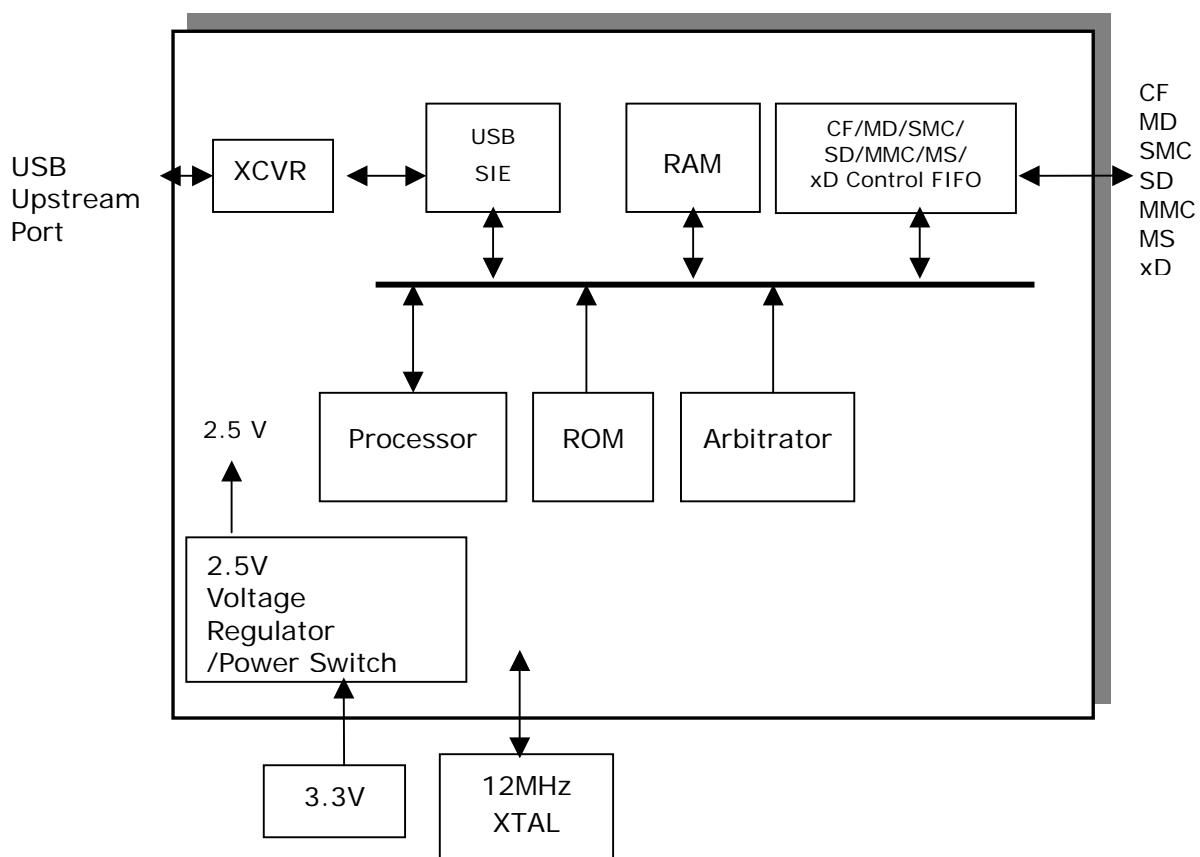 USB
Upstream
Port
XCVR
USB
SIE
RAM
CF/MD/SMC/
SD/MMC/MS/
xD Control FIFO
CF
MD
SMC
SD
MMC
MS
xD
Processor
ROM
Arbitrator
2.5 V
2.5V
Voltage
Regulator
/Power Switch
3.3V
12MHz
XTAL